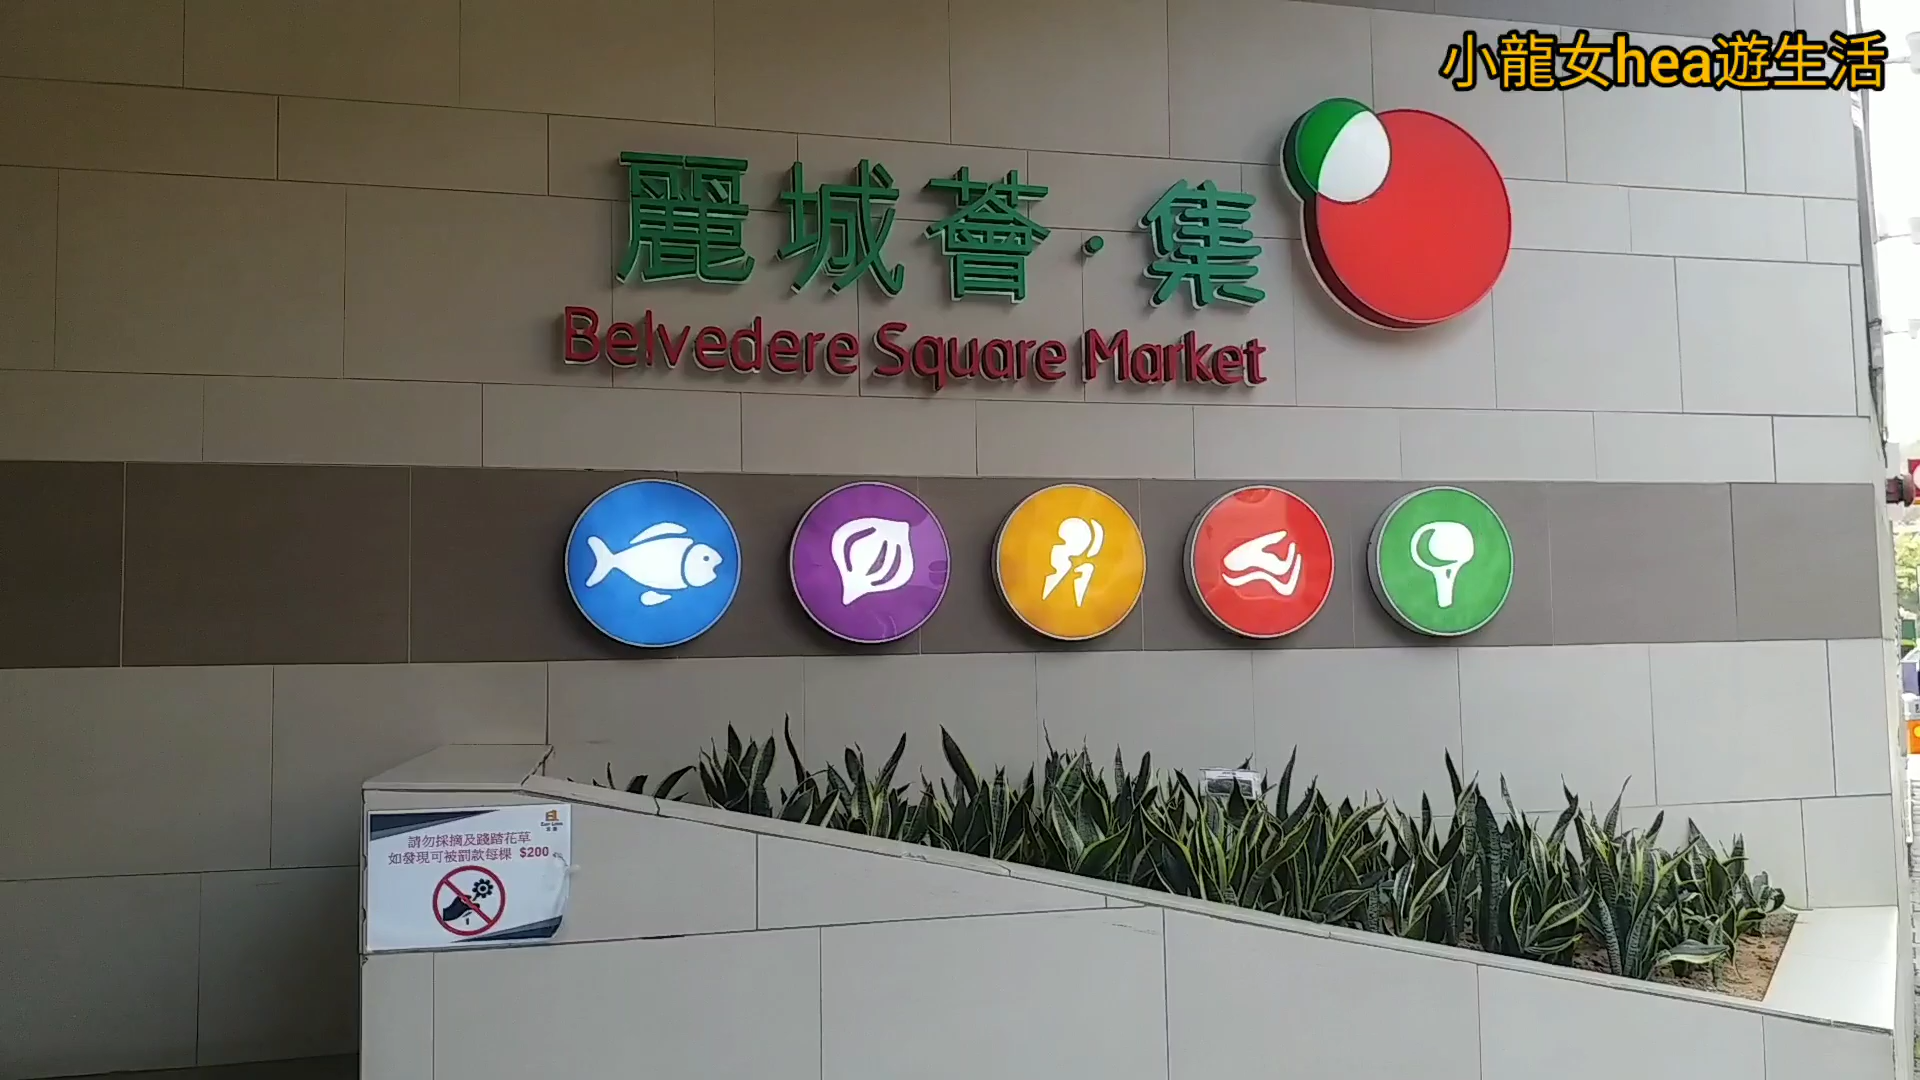 小龍女hea遊生活
麗城薈·集
Belvedere Square Market
請勿採摘及踐踏花草
如發現可被罰款每棵 $200